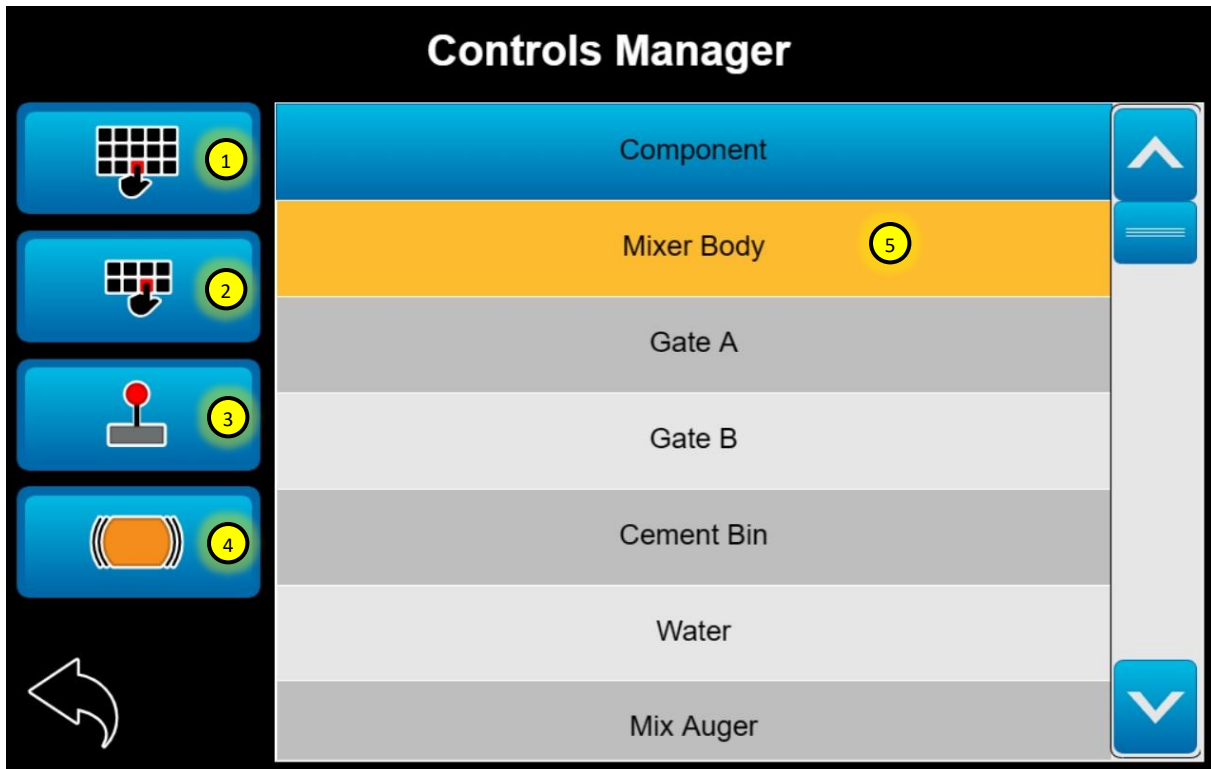 Controls Manager
1
Component
5
Mixer Body
2
Gate A
3
Gate B
4
Cement Bin
Water
Mix Auger